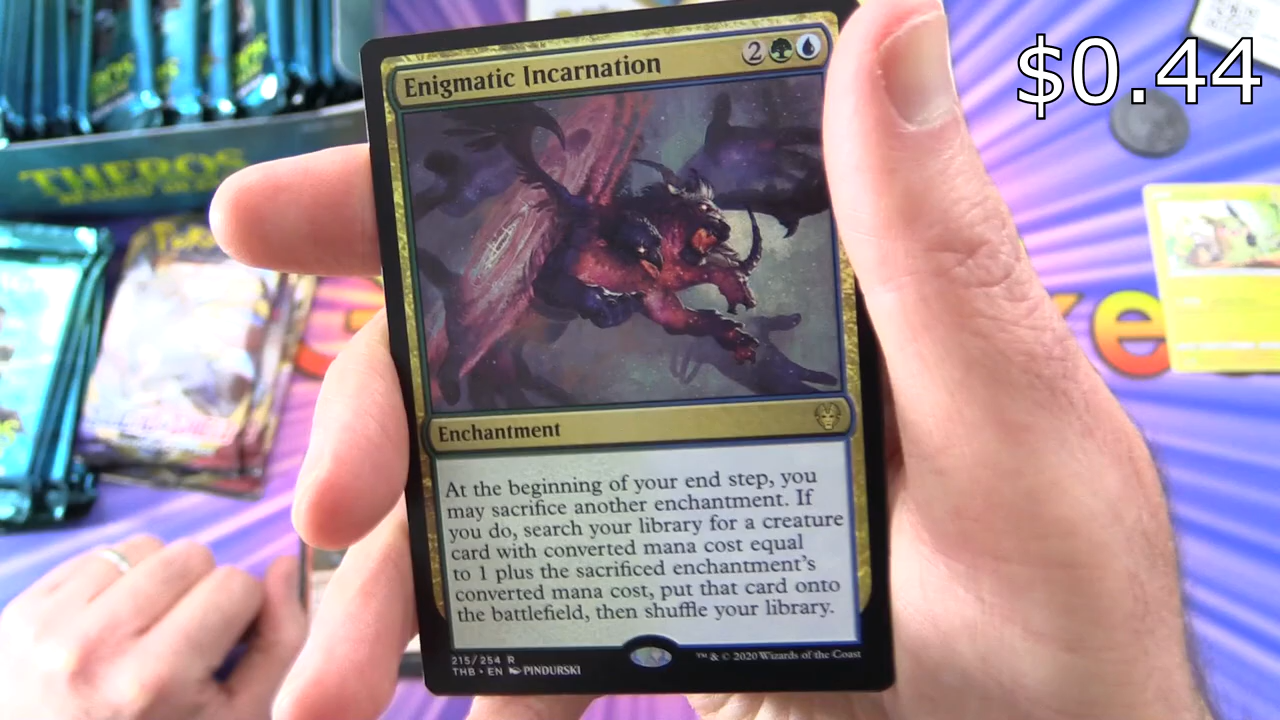 $0.44
Enigmatic Incarnation 2
THEROS
Enchantment
At the beginning of your end step, you
may sacrifice another enchantment. If
you do, search your library for a creature
card with converted mana cost equal
to 1 plus the sacrificed enchantment's
converted mana cost, put that card onto
the battlefield, then shuffle your library.
215/254 R
THB • EN PINDURSKI
™ & © 2020 Wizards of the Coast